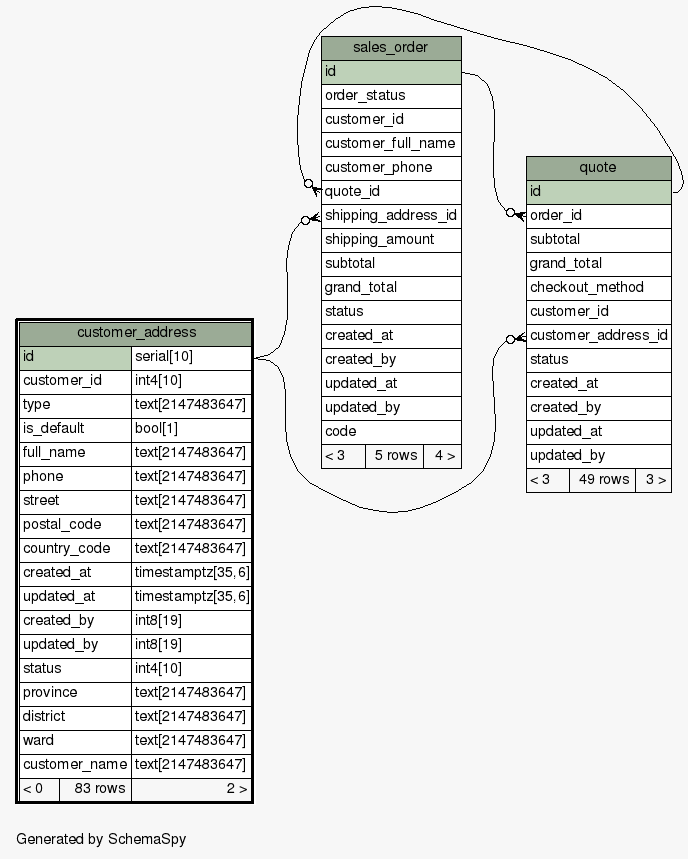 sales_order
id
order_status
customer_id
customer_full_name
customer_phone
quote_id
shipping_address_id
shipping_amount
subtotal
grand_total
status
created_at
created_by
updated_at
updated_by
code
< 3 5 rows 4 >
quote
id
order_id
subtotal
grand_total
checkout_method
customer_id
customer_address_id
status
created_at
created_by
updated_at
updated_by
< 3 49 rows 3 >
customer_address
id serial[10]
customer_id int4[10]
type text[2147483647]
is_default bool[1]
full_name text[2147483647]
phone text[2147483647]
street text[2147483647]
postal_code text[2147483647]
country_code text[2147483647]
created_at timestamptz[35,6]
updated_at timestamptz[35,6]
created_by int8[19]
updated_by int8[19]
status int4[10]
province text[2147483647]
district text[2147483647]
ward text[2147483647]
customer_name text[2147483647]
< 0 83 rows 2 >
Generated by SchemaSpy